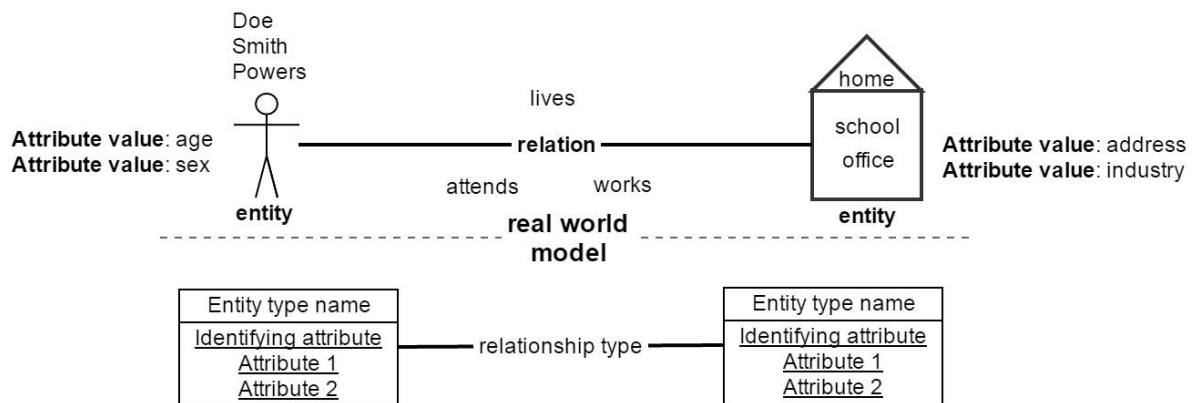 Doe
Smith
Powers
Attribute value: age
Attribute value: sex
entity
lives
relation
attends
works
home
school
office
entity
Attribute value: address
Attribute value: industry
real world
model
Entity type name
Identifying attribute
Attribute 1
Attribute 2
relationship type
Entity type name
Identifying attribute
Attribute 1
Attribute 2